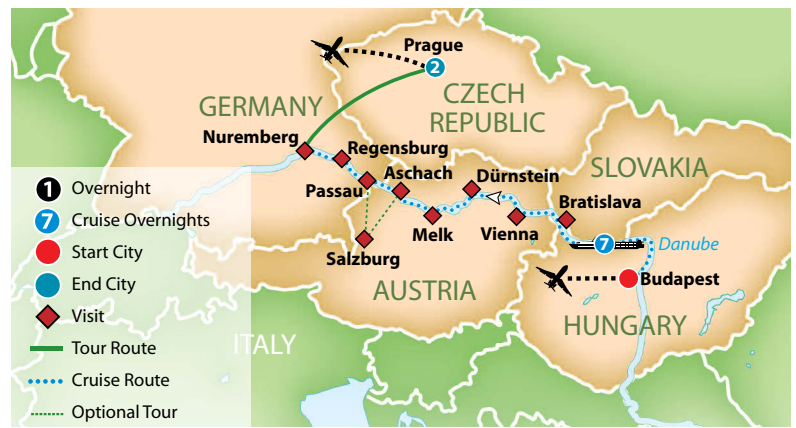 Prague
2
CZECH
REPUBLIC
GERMANY
Nuremberg
Regensburg
Aschach
Passau
Dürnstein
SLOVAKIA
Bratislava
Melk
Vienna
7
Danube
Salzburg
Budapest
AUSTRIA
HUNGARY
ITALY
1 Overnight
7 Cruise Overnights
Start City
End City
Visit
Tour Route
Cruise Route
Optional Tour